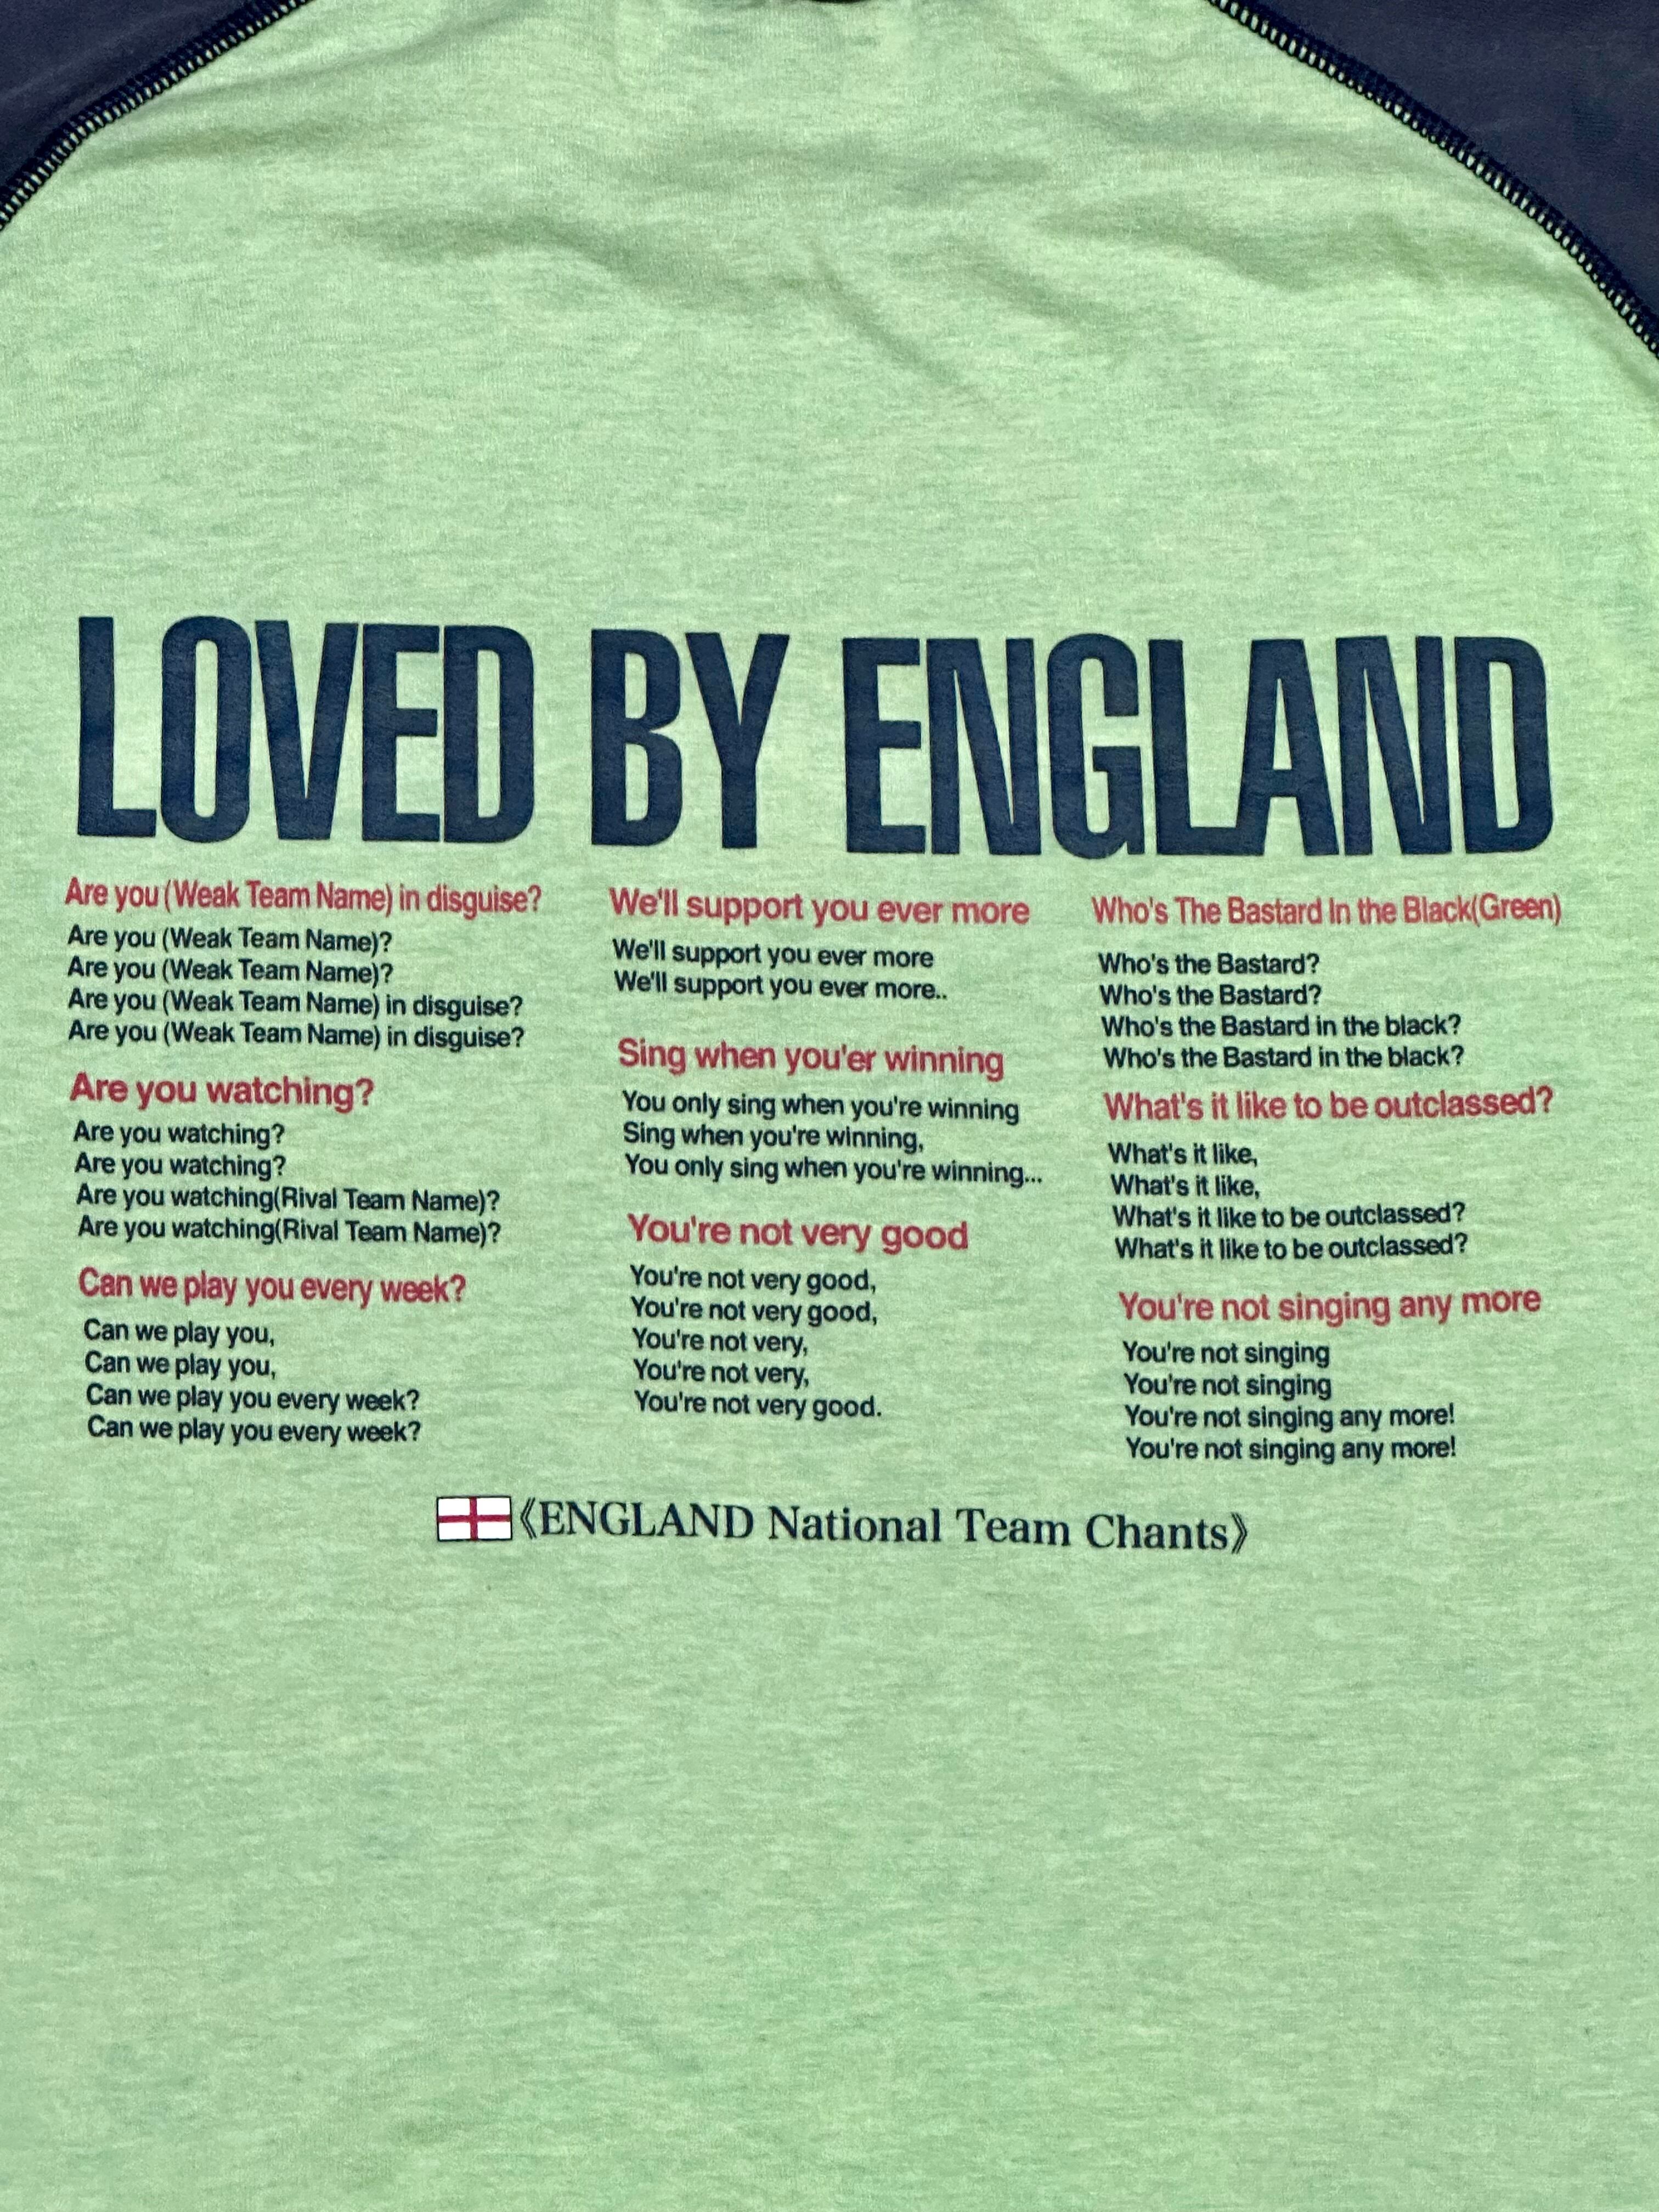 LOVED BY ENGLAND
Are you (Weak Team Name) in disguise?
Are you (Weak Team Name)?
Are you (Weak Team Name)?
Are you (Weak Team Name) in disguise?
Are you (Weak Team Name) in disguise?
Are you watching?
Are you watching?
Are you watching?
Are you watching(Rival Team Name)?
Are you watching(Rival Team Name)?
Can we play you every week?
Can we play you,
Can we play you,
Can we play you every week?
Can we play you every week?
We'll support you ever more
We'll support you ever more
We'll support you ever more..
Sing when you'er winning
You only sing when you're winning
Sing when you're winning,
You only sing when you're winning...
You're not very good
You're not very good,
You're not very good,
You're not very,
You're not very,
You're not very good.
Who's The Bastard In the Black(Green)
Who's the Bastard?
Who's the Bastard?
Who's the Bastard in the black?
Who's the Bastard in the black?
What's it like to be outclassed?
What's it like,
What's it like,
What's it like to be outclassed?
What's it like to be outclassed?
You're not singing any more
You're not singing
You're not singing
You're not singing any more!
You're not singing any more!
《ENGLAND National Team Chants》